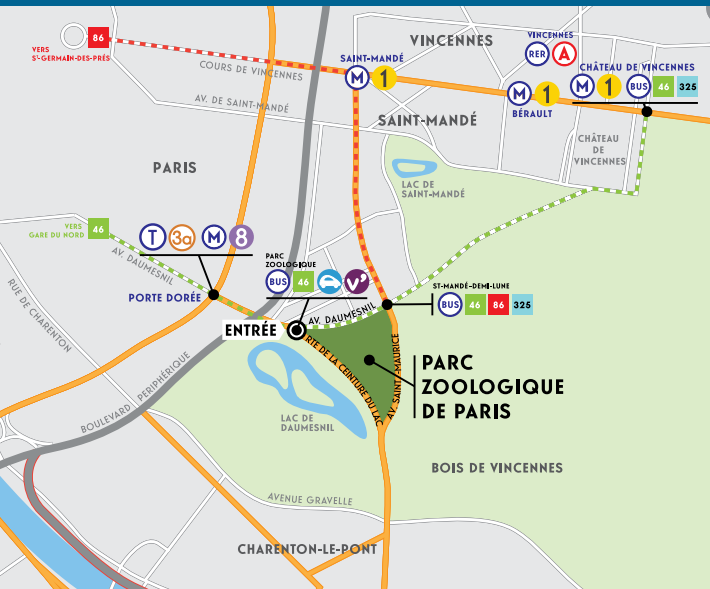 86
VERS
ST-GERMAIN-DES-PRÉS
COURS DE VINCENNES
AV. DE SAINT-MANDÉ
SAINT-MANDÉ
M 1
VINCENNES
VINCENNES
RER A
CHÂTEAU DE VINCENNES
M 1 BUS 46 325
M 1
BÉRAULT
SAINT-MANDÉ
CHÂTEAU
DE
VINCENNES
PARIS
LAC DE
SAINT-MANDÉ
VERS
GARE DU NORD
46
AV. DAUMESNIL
T 3a M 8
PORTE DORÉE
RUE DE CHARENTON
PARC
ZOOLOGIQUE
BUS 46 V'
ENTRÉE
AV. DAUMESNIL
ST-MANDÉ-DEMI-LUNE
BUS 46 86 325
RTE DE LA CEINTURE DU LAC
AV. SAINT-MAURICE
PARC
ZOOLOGIQUE
DE PARIS
BOULEVARD PERIPHÉRIQUE
LAC DE
DAUMESNIL
BOIS DE VINCENNES
AVENUE GRAVELLE
CHARENTON-LE-PONT